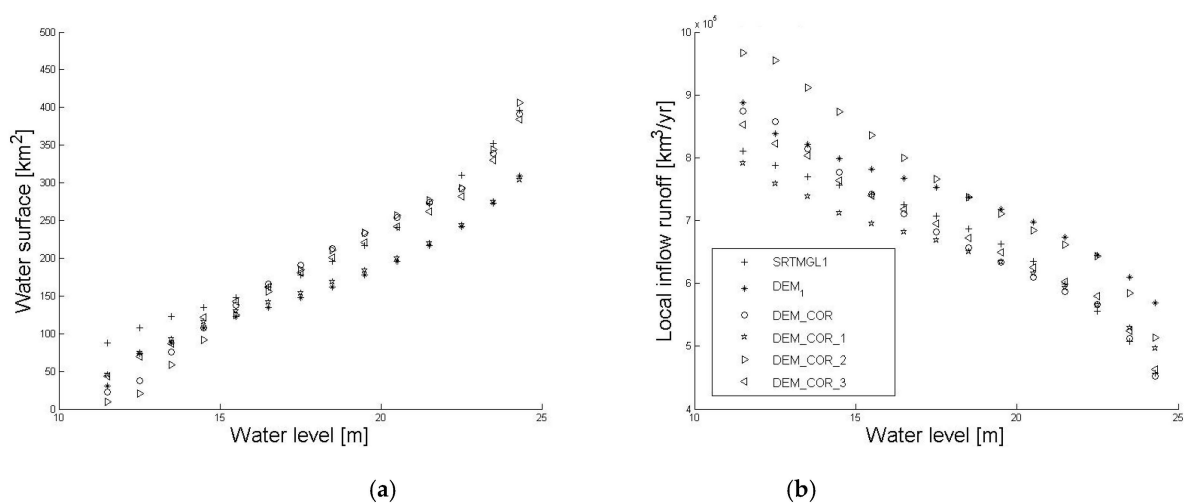 500
450
400
350
300
250
200
150
100
50
0
Water surface [km²]
10
15
20
25
Water level [m]
(a)
x 10⁵
10
9
8
7
6
5
4
Local inflow runoff [km³/yr]
SRTMGL1
DEM₁
DEM_COR
DEM_COR_1
DEM_COR_2
DEM_COR_3
10
15
20
25
Water level [m]
(b)